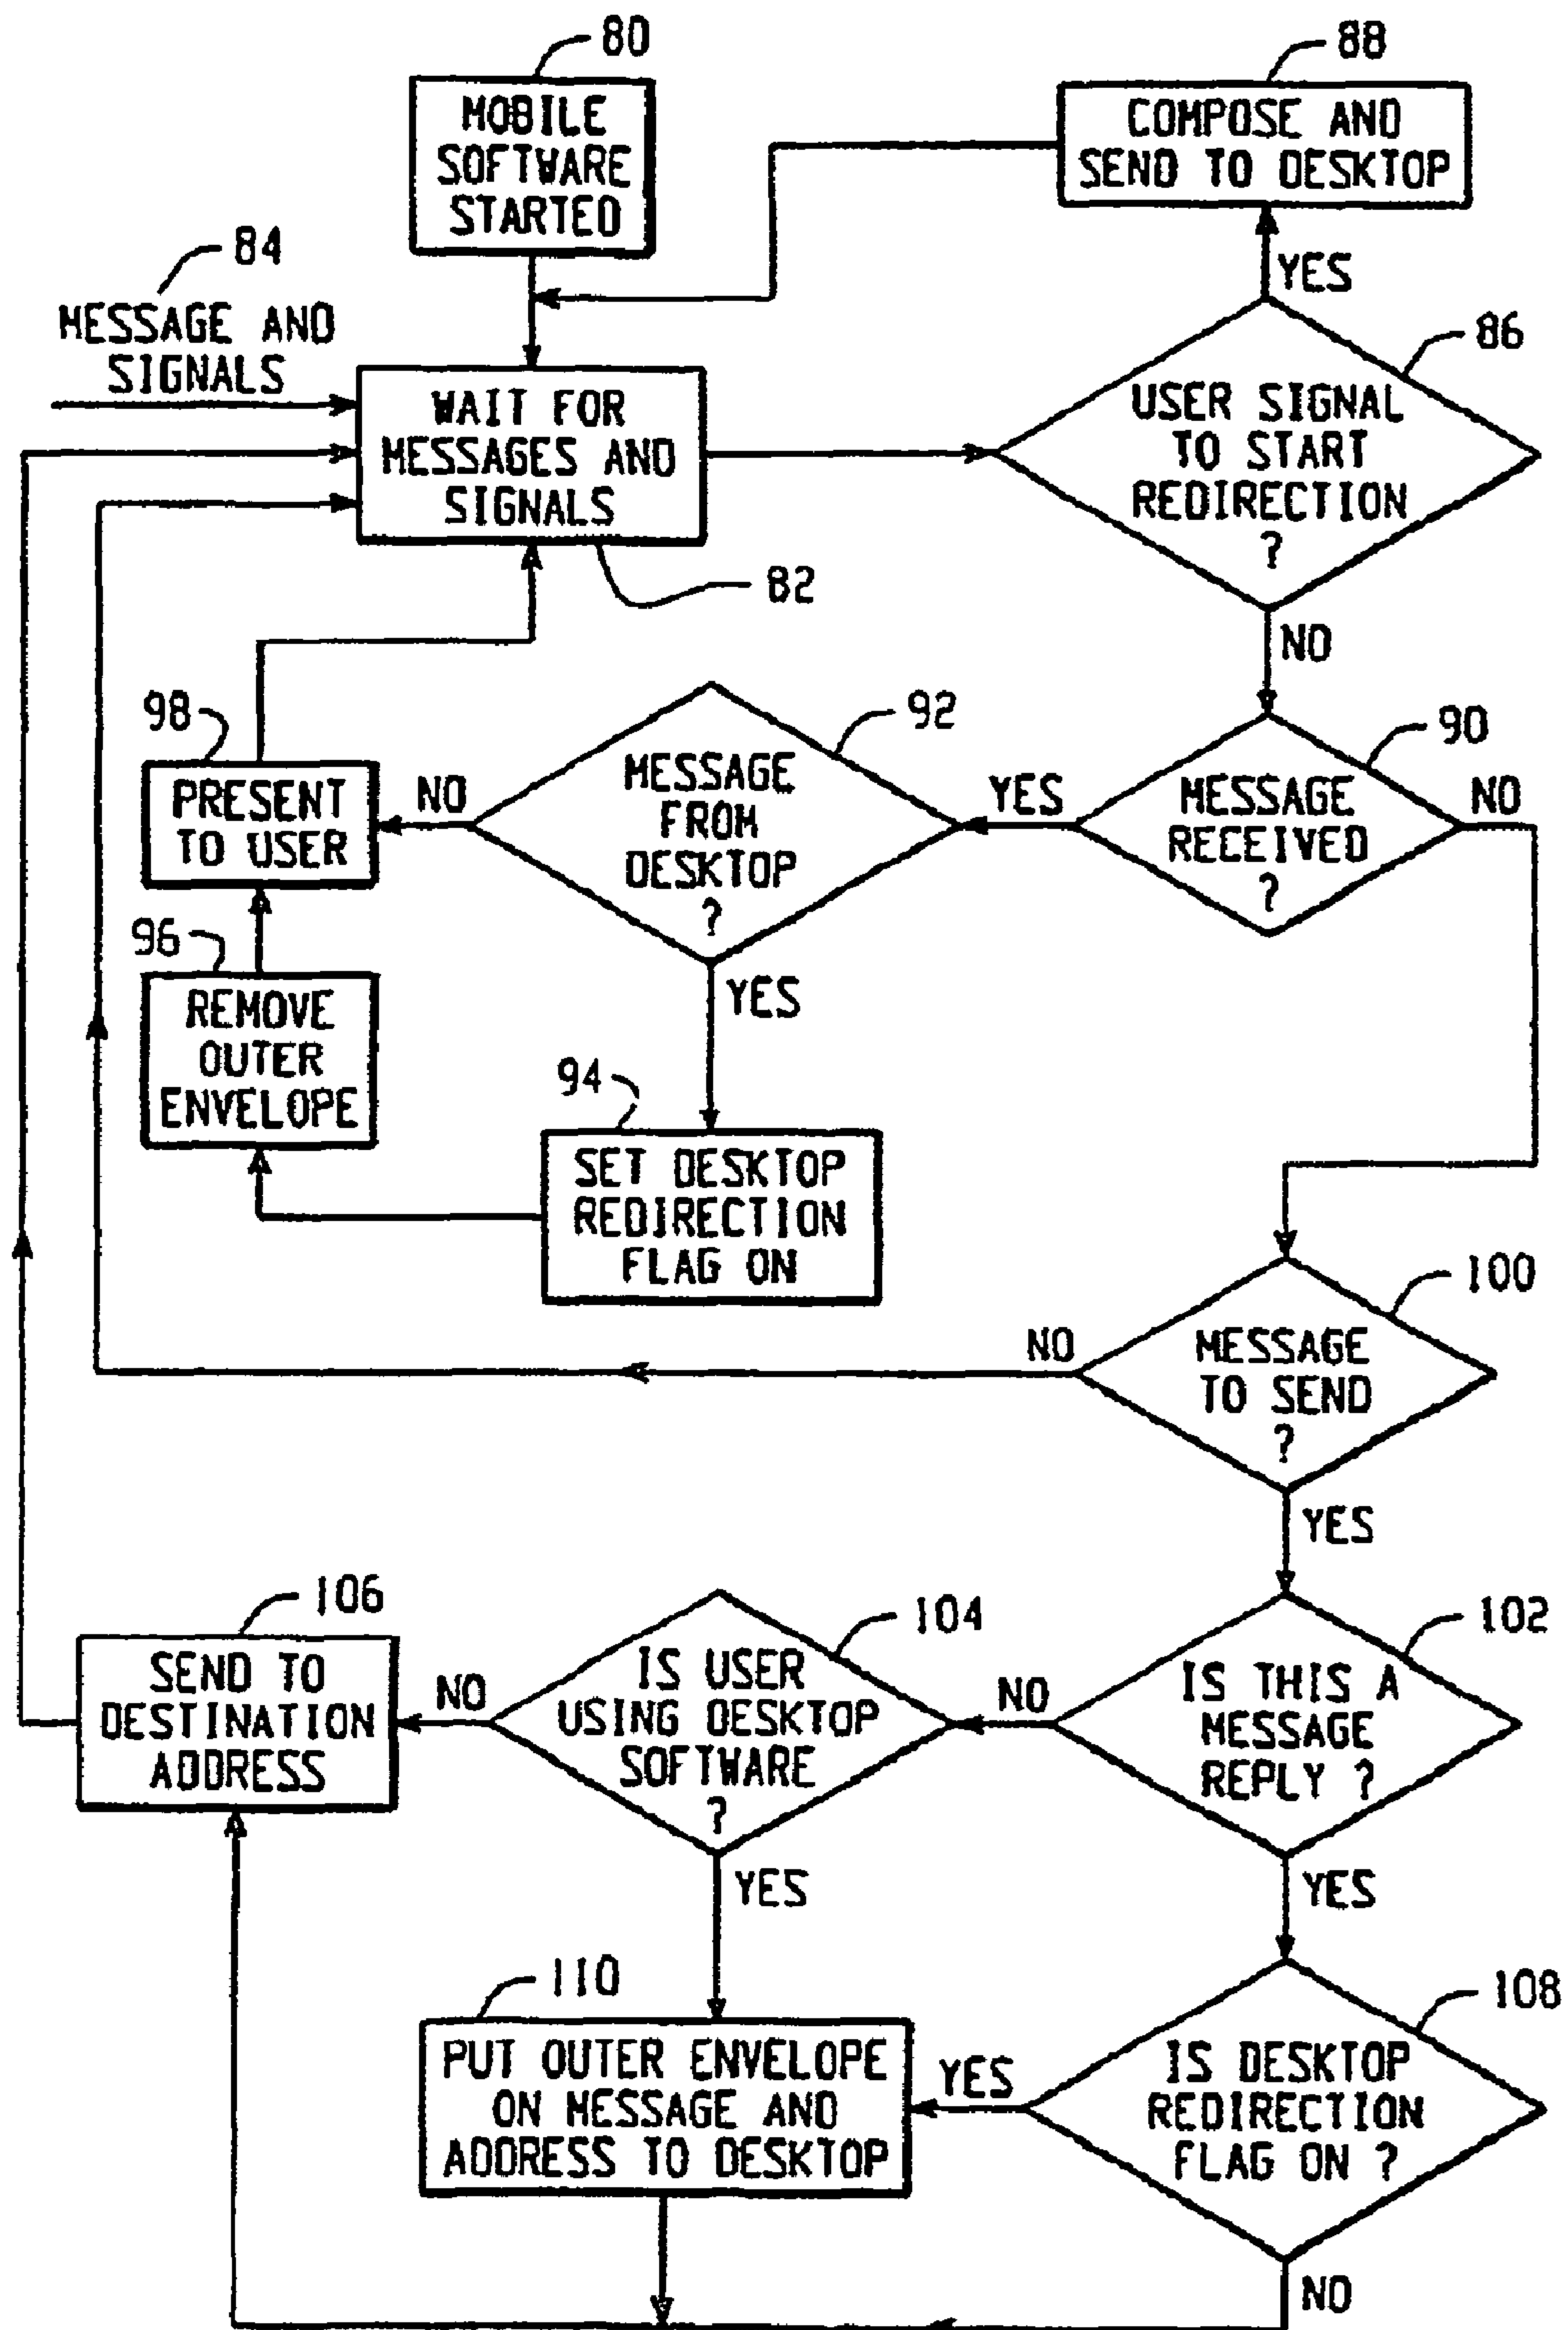 80
MOBILE
SOFTWARE
STARTED
88
COMPOSE AND
SEND TO DESKTOP
84
MESSAGE AND
SIGNALS
YES
86
USER SIGNAL
TO START
REDIRECTION
?
WAIT FOR
MESSAGES AND
SIGNALS
82
NO
98
PRESENT
TO USER
NO
92
MESSAGE
FROM
DESKTOP
?
YES
90
MESSAGE
RECEIVED
?
NO
96
REMOVE
OUTER
ENVELOPE
YES
94
SET DESKTOP
REDIRECTION
FLAG ON
100
MESSAGE
TO SEND
?
NO
YES
106
SEND TO
DESTINATION
ADDRESS
NO
104
IS USER
USING DESKTOP
SOFTWARE
?
NO
102
IS THIS A
MESSAGE
REPLY ?
YES
YES
110
PUT OUTER ENVELOPE
ON MESSAGE AND
ADDRESS TO DESKTOP
YES
108
IS DESKTOP
REDIRECTION
FLAG ON ?
NO